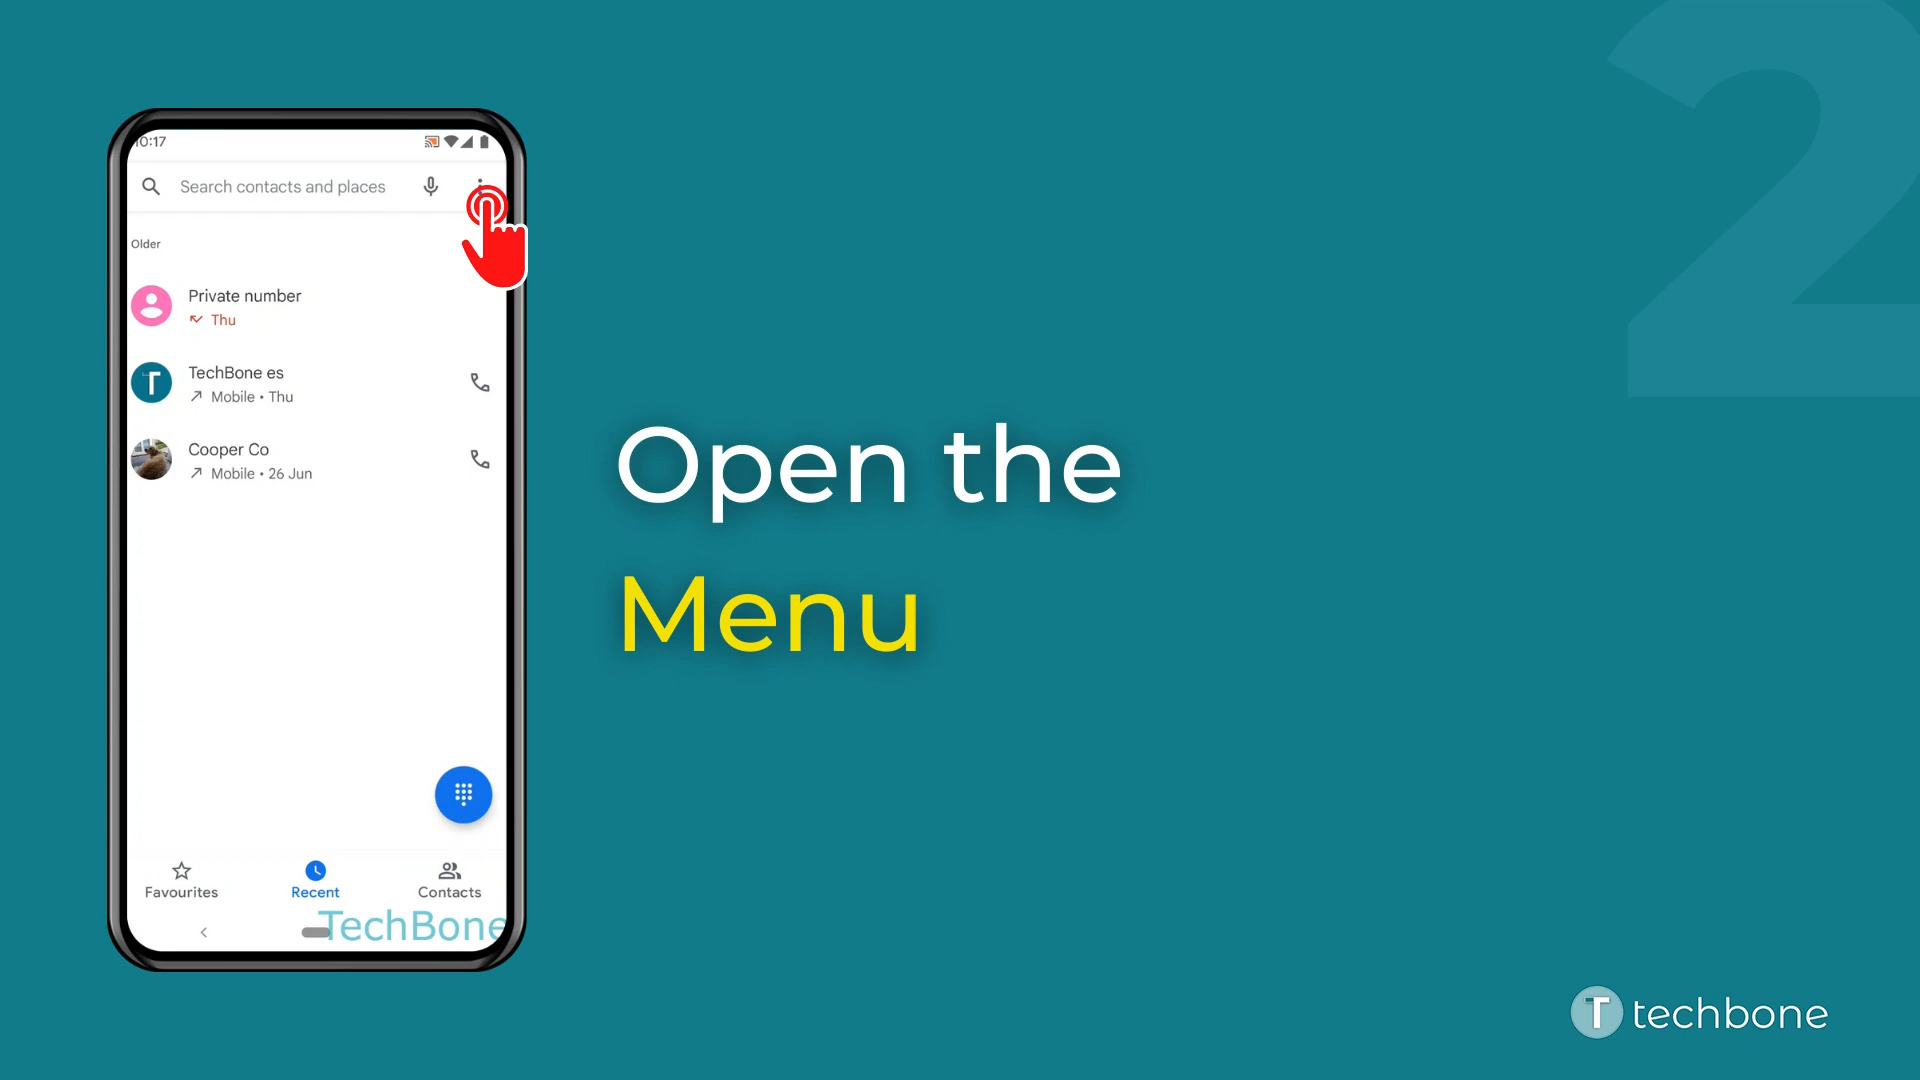 2
10:17
Search contacts and places
Older
Private number
Thu
TechBone es
Mobile • Thu
Cooper Co
Mobile • 26 Jun
Favourites
Recent
Contacts
TechBone
Open the
Menu
T techbone